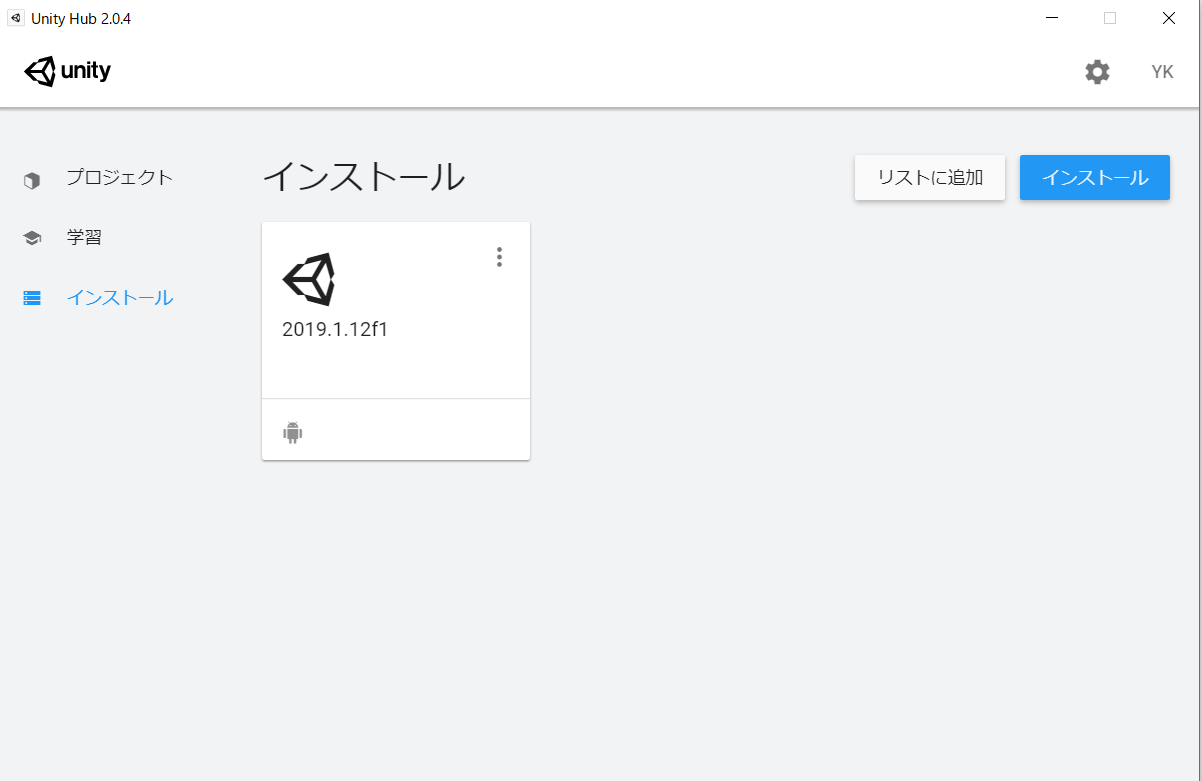 Unity Hub 2.0.4
unity
YK
プロジェクト
学習
インストール
インストール
リストに追加
インストール
2019.1.12f1